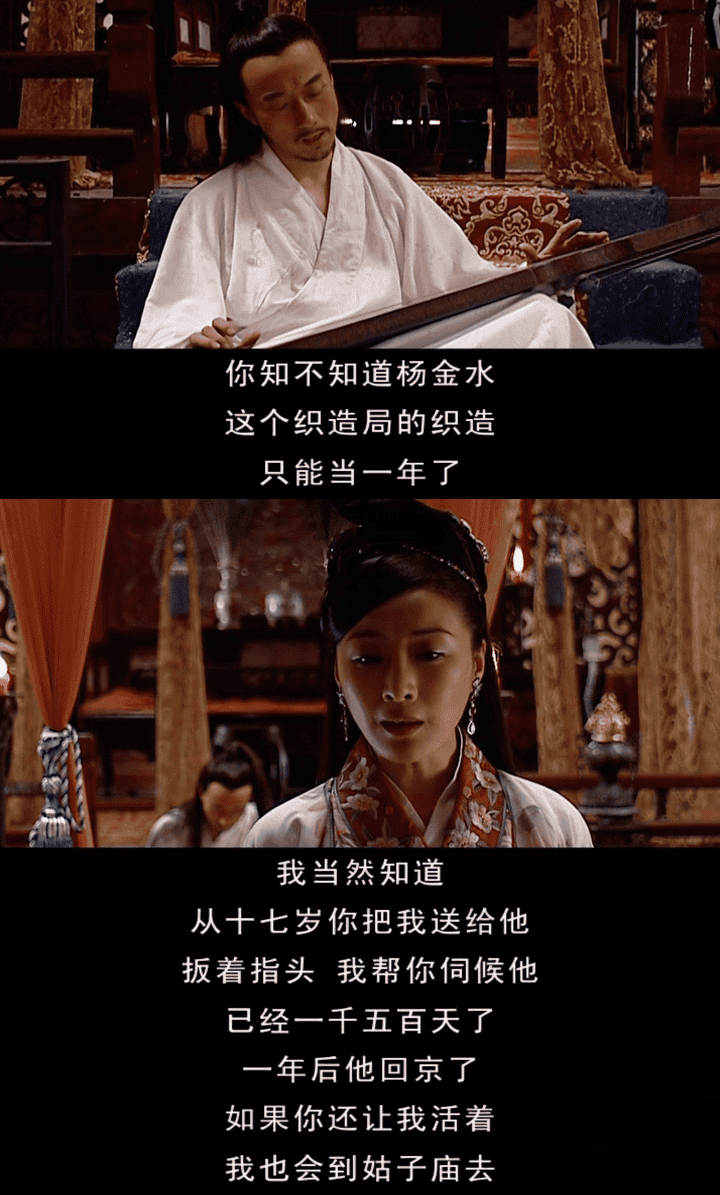 你知不知道杨金水
这个织造局的织造
只能当一年了
我当然知道
从十七岁你把我送给他
扳着指头 我帮你伺候他
已经一千五百天了
一年后他回京了
如果你还让我活着
我也会到姑子庙去